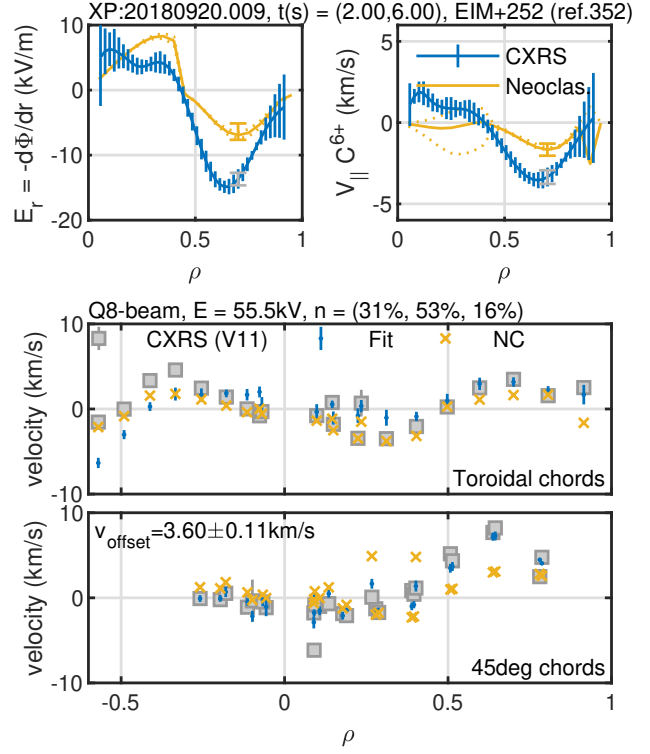 XP:20180920.009, t(s) = (2.00,6.00), EIM+252 (ref.352)
E_r = -dΦ/dr (kV/m)
10
0
-10
-20
0
0.5
1
ρ
V_|| C^6+ (km/s)
5
0
-5
0
0.5
1
ρ
CXRS
Neoclas.
Q8-beam, E = 55.5kV, n = (31%, 53%, 16%)
velocity (km/s)
10
0
-10
CXRS (V11)
Fit
NC
Toroidal chords
velocity (km/s)
10
0
-10
v_offset=3.60±0.11km/s
45deg chords
-0.5
0
0.5
1
ρ